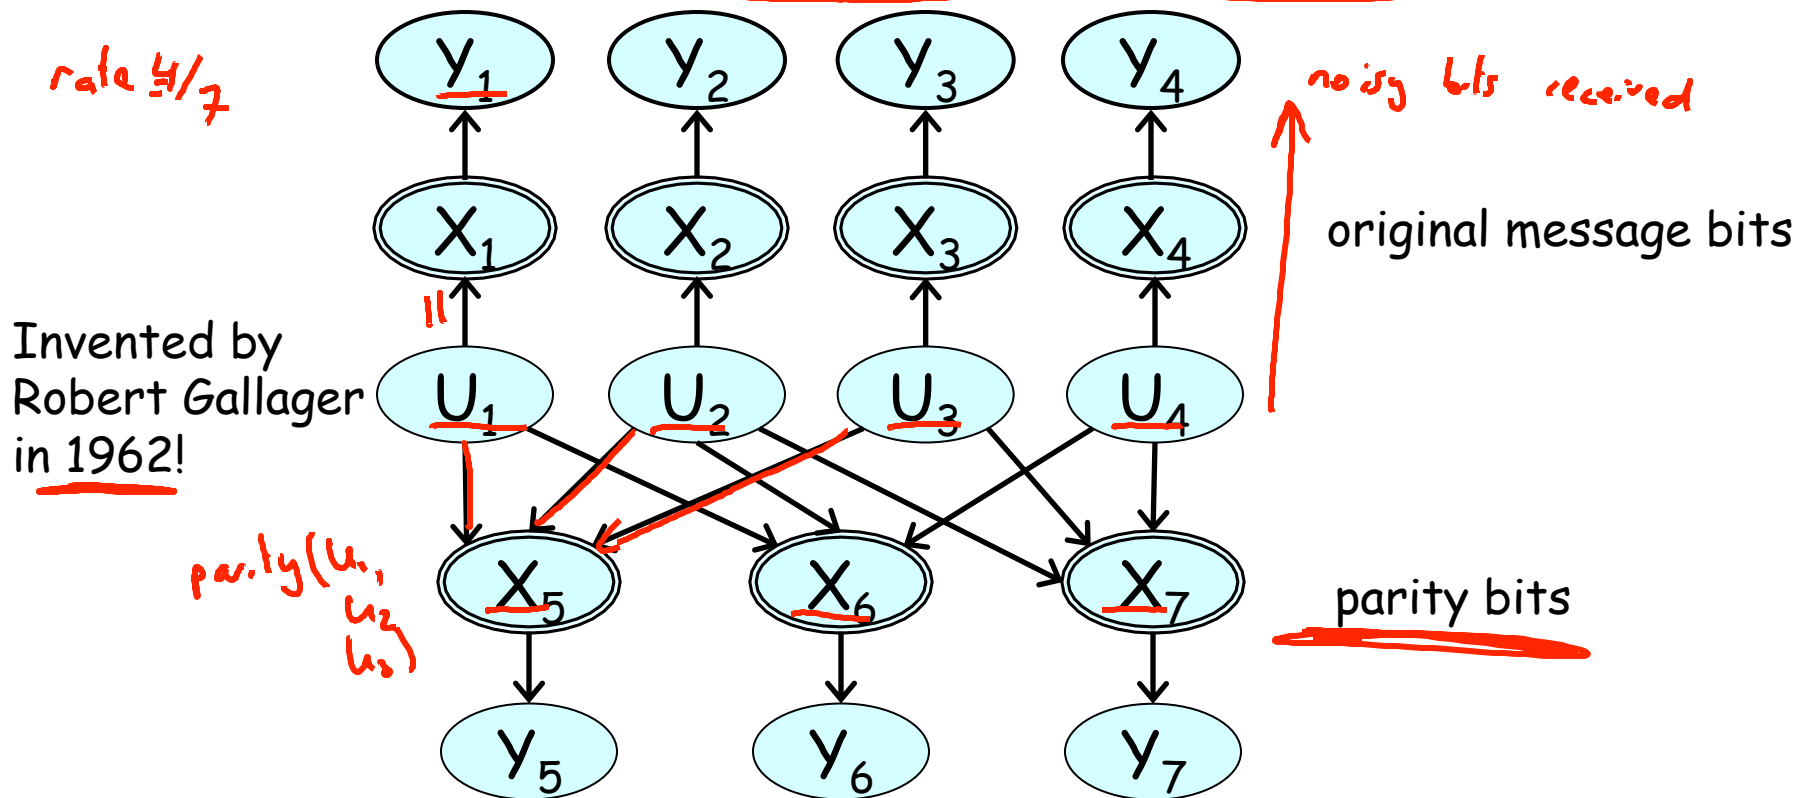 Y1 Y2 Y3 Y4
rate 4/7
noisy bits received
X1 X2 X3 X4
original message bits
||
Invented by
Robert Gallager
in 1962!
U1 U2 U3 U4
parity(u1,
u2
u3)
X5 X6 X7
parity bits
Y5 Y6 Y7